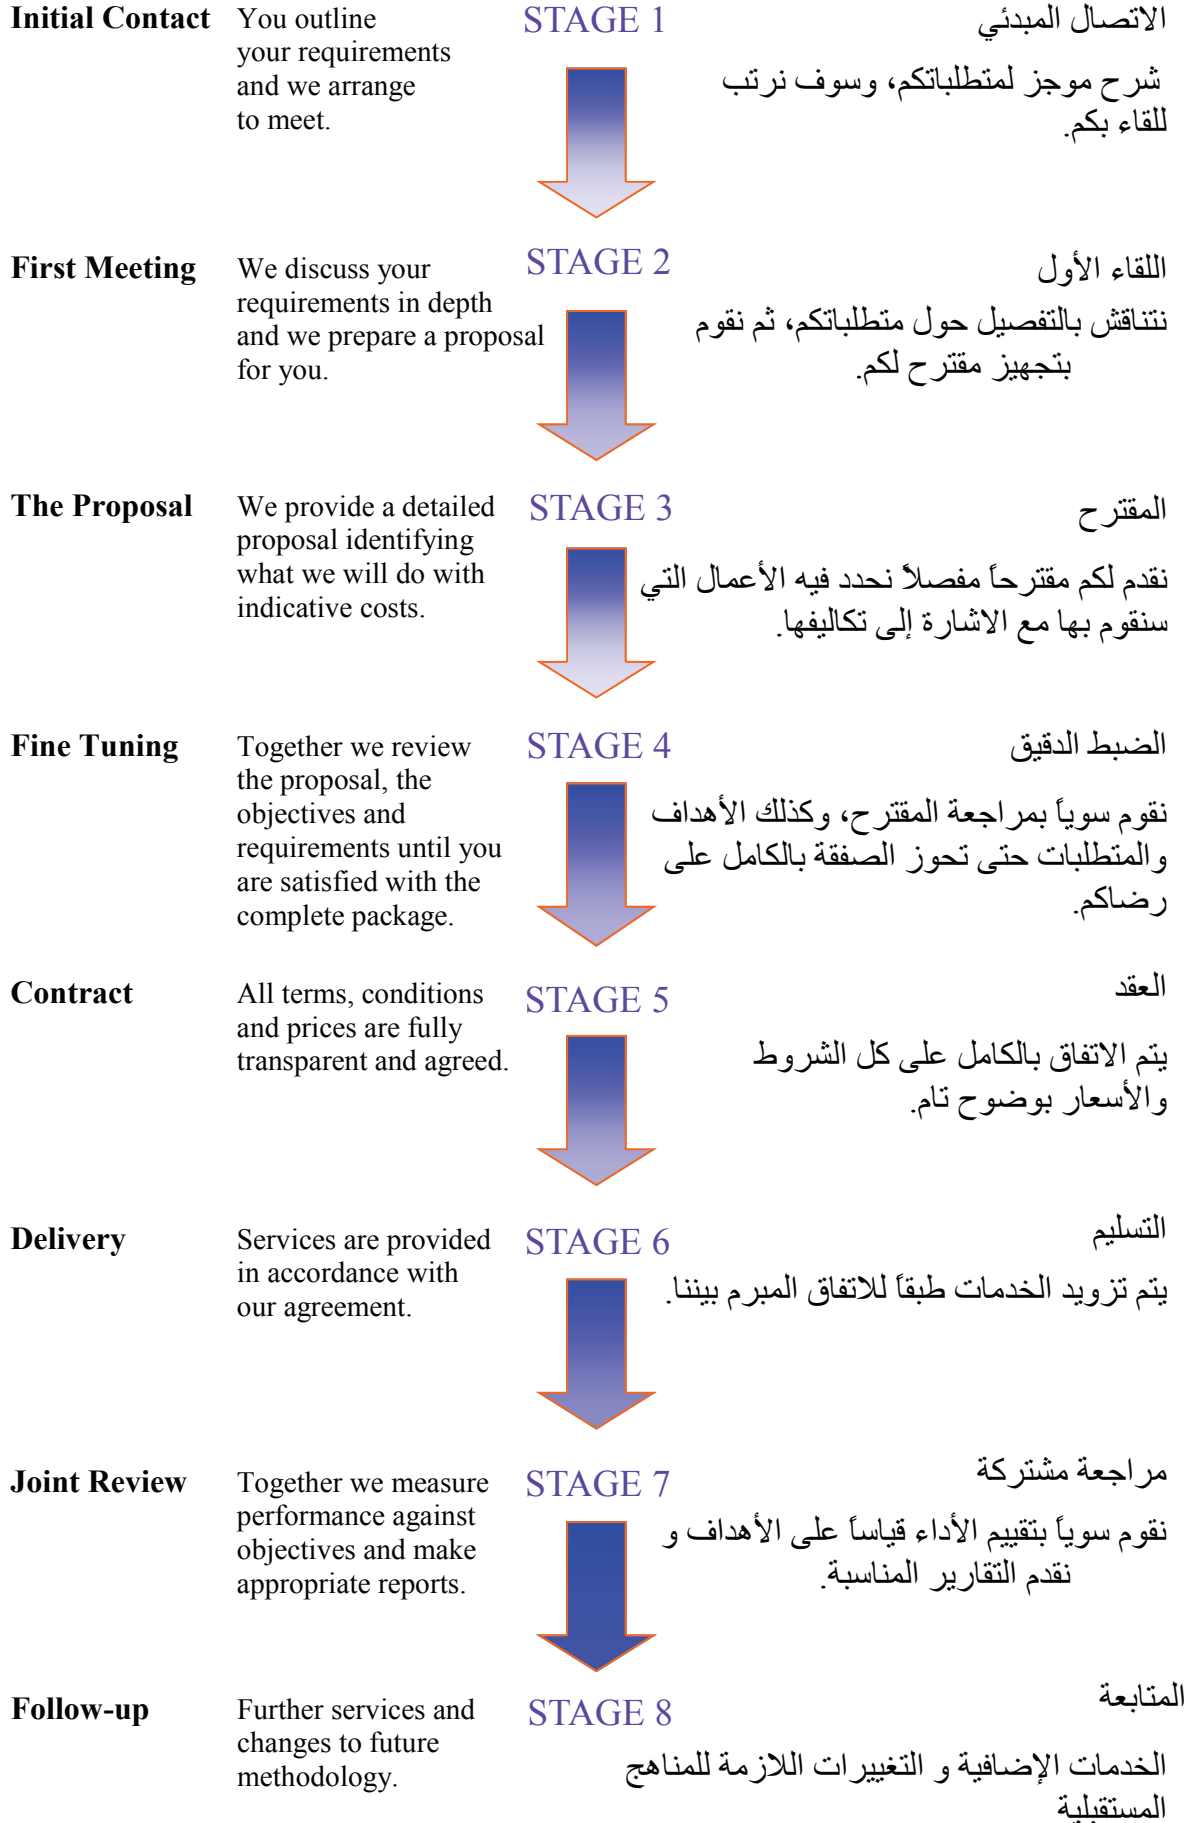 Initial Contact
You outline
your requirements
and we arrange
to meet.
STAGE 1
الاتصال المبدئي
شرح موجز لمتطلباتكم، وسوف نرتب
للقاء بكم.
First Meeting
We discuss your
requirements in depth
and we prepare a proposal
for you.
STAGE 2
اللقاء الأول
نتناقش بالتفصيل حول متطلباتكم، ثم نقوم
بتجهيز مقترح لكم.
The Proposal
We provide a detailed
proposal identifying
what we will do with
indicative costs.
STAGE 3
المقترح
نقدم لكم مقترحاً مفصلاً نحدد فيه الأعمال التي
سنقوم بها مع الاشارة إلى تكاليفها.
Fine Tuning
Together we review
the proposal, the
objectives and
requirements until you
are satisfied with the
complete package.
STAGE 4
الضبط الدقيق
نقوم سوياً بمراجعة المقترح، وكذلك الأهداف
والمتطلبات حتى تحوز الصفقة بالكامل على
رضاكم.
Contract
All terms, conditions
and prices are fully
transparent and agreed.
STAGE 5
العقد
يتم الاتفاق بالكامل على كل الشروط
والأسعار بوضوح تام.
Delivery
Services are provided
in accordance with
our agreement.
STAGE 6
التسليم
يتم تزويد الخدمات طبقاً للاتفاق المبرم بيننا.
Joint Review
Together we measure
performance against
objectives and make
appropriate reports.
STAGE 7
مراجعة مشتركة
نقوم سوياً بتقييم الأداء قياساً على الأهداف و
نقدم التقارير المناسبة.
Follow-up
Further services and
changes to future
methodology.
STAGE 8
المتابعة
الخدمات الإضافية و التغييرات اللازمة للمناهج
المستقبلية